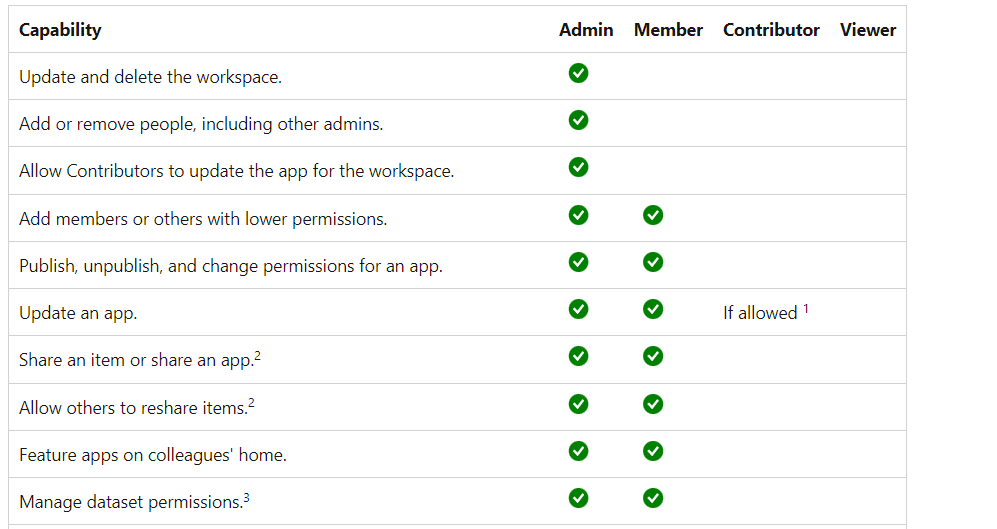 Capability Admin Member Contributor Viewer
Update and delete the workspace.
Add or remove people, including other admins.
Allow Contributors to update the app for the workspace.
Add members or others with lower permissions.
Publish, unpublish, and change permissions for an app.
Update an app. If allowed ¹
Share an item or share an app.²
Allow others to reshare items.²
Feature apps on colleagues' home.
Manage dataset permissions.³